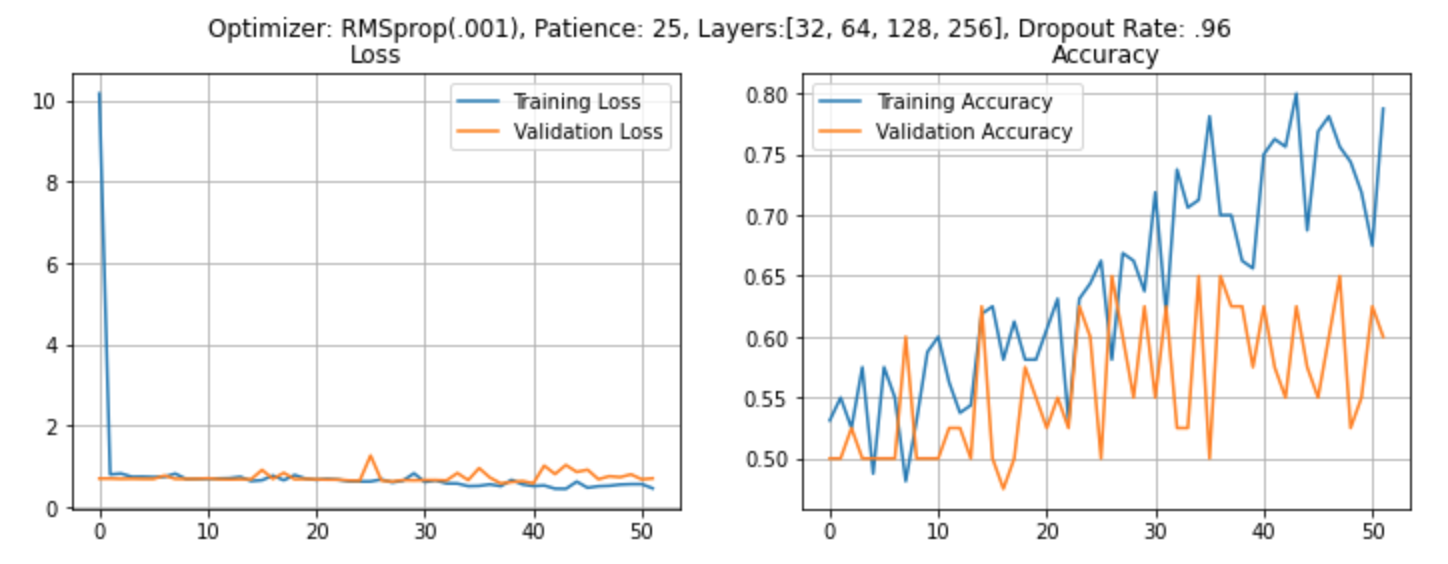 Optimizer: RMSprop(.001), Patience: 25, Layers:[32, 64, 128, 256], Dropout Rate: .96
Loss
10
8
6
4
2
0
0 10 20 30 40 50
Training Loss
Validation Loss
Accuracy
0.80
0.75
0.70
0.65
0.60
0.55
0.50
0 10 20 30 40 50
Training Accuracy
Validation Accuracy